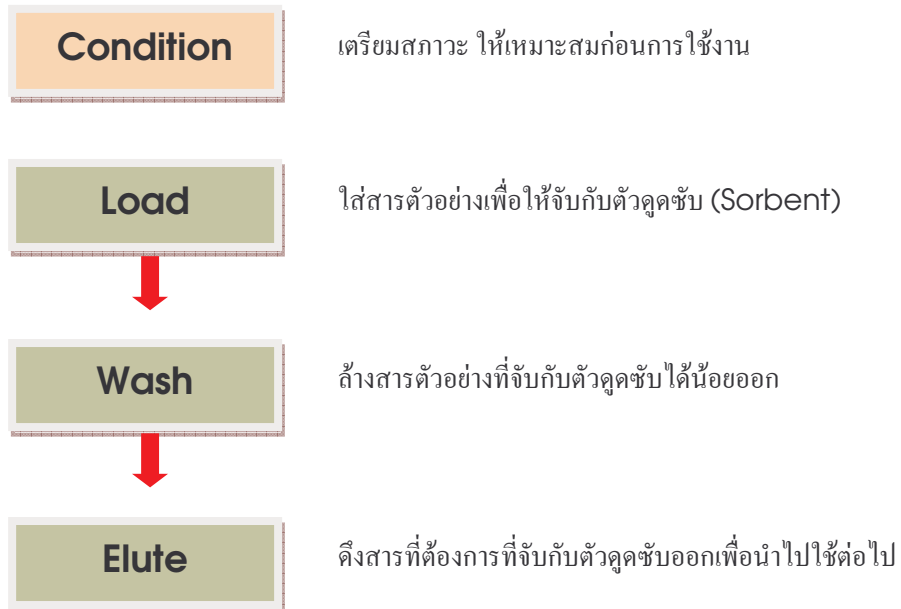 Condition เตรียมสภาวะ ให้เหมาะสมก่อนการใช้งาน
Load ใส่สารตัวอย่างเพื่อให้จับกับตัวดูดซับ (Sorbent)
Wash ล้างสารตัวอย่างที่จับกับตัวดูดซับได้น้อยออก
Elute ดึงสารที่ต้องการที่จับกับตัวดูดซับออกเพื่อนำไปใช้ต่อไป